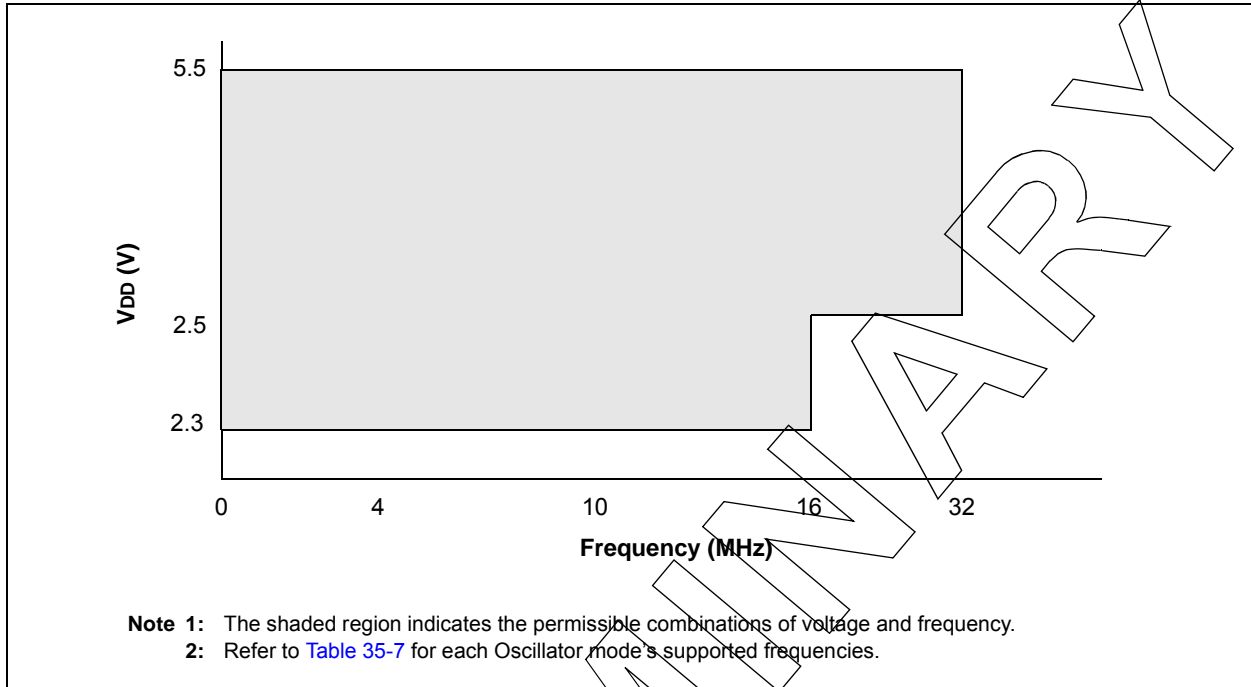 5.5
VDD (V)
2.5
2.3
0 4 10 16 32
Frequency (MHz)
Note 1: The shaded region indicates the permissible combinations of voltage and frequency.
2: Refer to Table 35-7 for each Oscillator mode's supported frequencies.
INARY